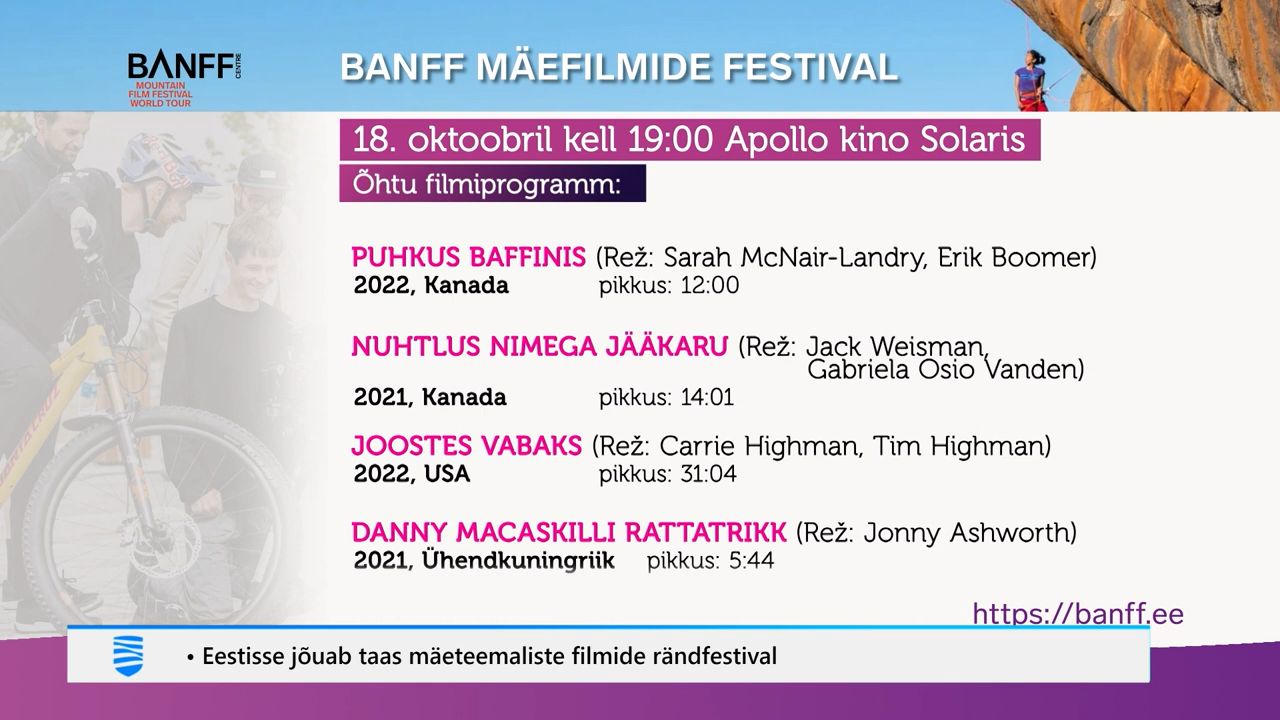 BANFF CENTRE
MOUNTAIN
FILM FESTIVAL
WORLD TOUR
BANFF MÄEFILMIDE FESTIVAL
18. oktoobril kell 19:00 Apollo kino Solaris
Õhtu filmiprogramm:
PUHKUS BAFFINIS (Rež: Sarah McNair-Landry, Erik Boomer)
2022, Kanada pikkus: 12:00
NUHTLUS NIMEGA JÄÄKARU (Rež: Jack Weisman,
Gabriela Osio Vanden)
2021, Kanada pikkus: 14:01
JOOSTES VABAKS (Rež: Carrie Highman, Tim Highman)
2022, USA pikkus: 31:04
DANNY MACASKILLI RATTATRIKK (Rež: Jonny Ashworth)
2021, Ühendkuningriik pikkus: 5:44
https://banff.ee
• Eestisse jõuab taas mäeteemaliste filmide rändfestival